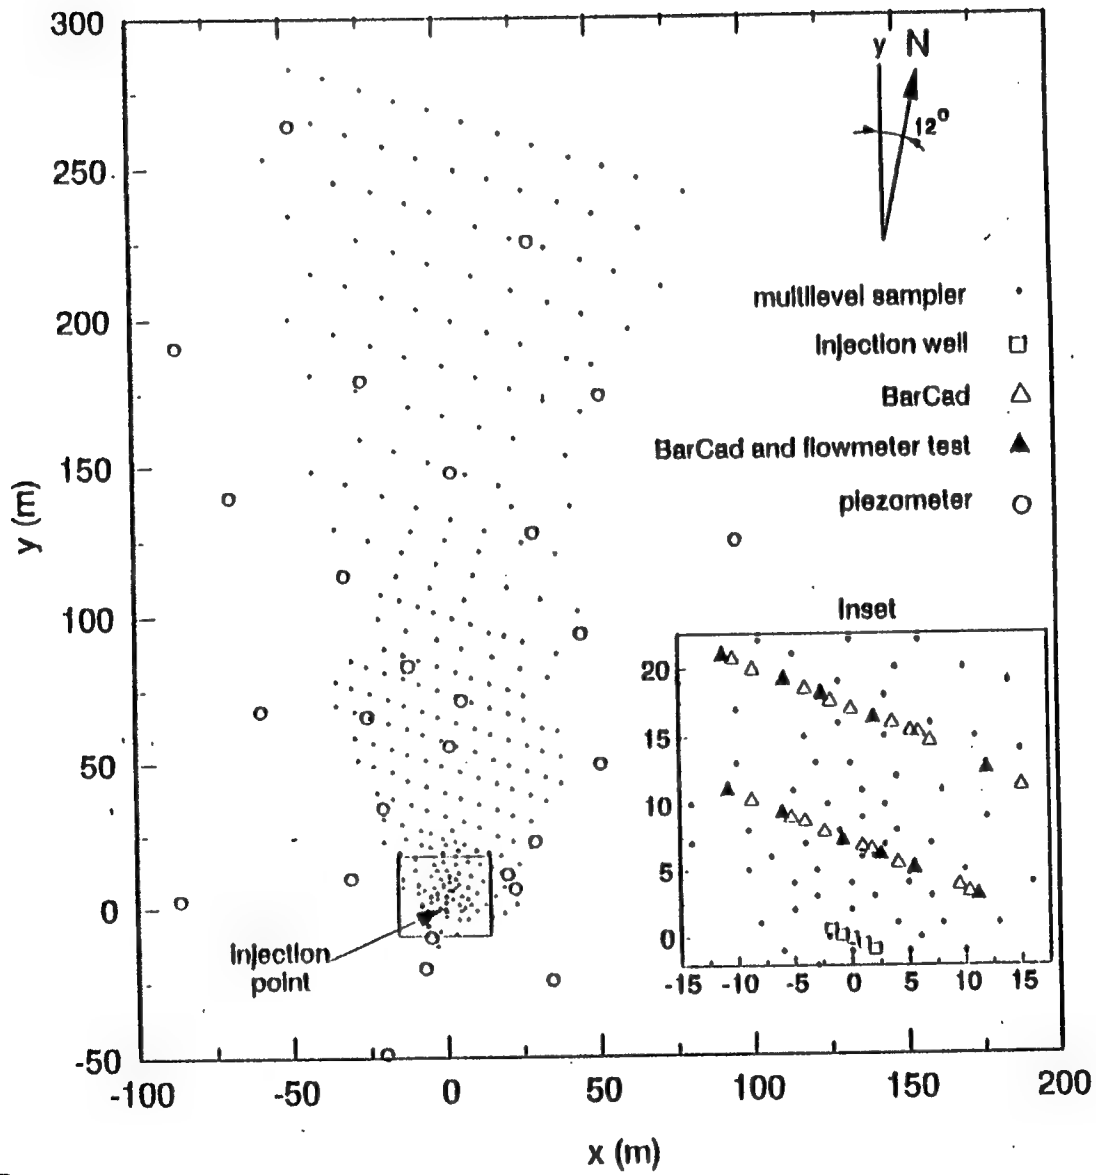 300
250
200
150
100
50
0
-50
y (m)
y N
12°
multilevel sampler
injection well
BarCad
BarCad and flowmeter test
piezometer
Inset
20
15
10
5
0
-15 -10 -5 0 5 10 15
injection
point
-100 -50 0 50 100 150 200
x (m)